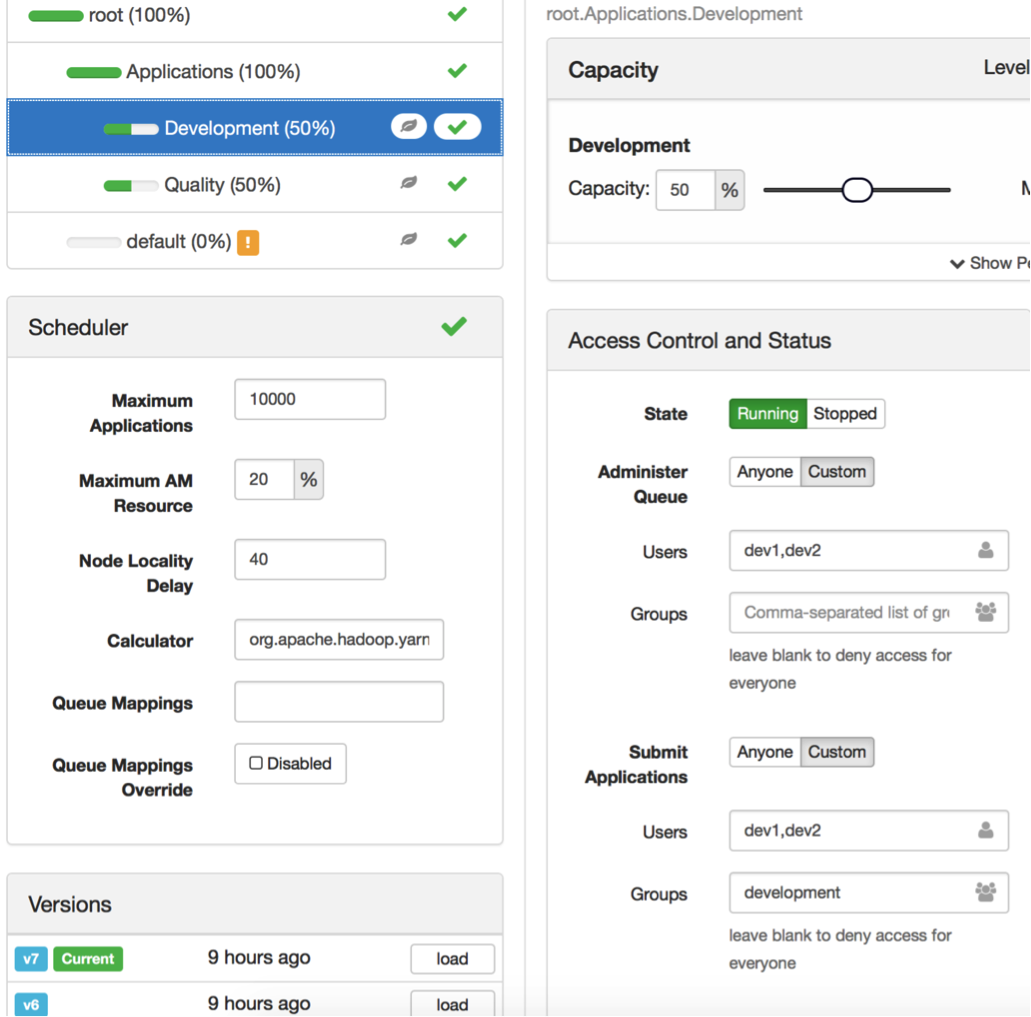 root (100%)
Applications (100%)
Development (50%)
Quality (50%)
default (0%) !
Scheduler
Maximum Applications 10000
Maximum AM Resource 20 %
Node Locality Delay 40
Calculator org.apache.hadoop.yarn
Queue Mappings
Queue Mappings Override Disabled
Versions
v7 Current 9 hours ago load
v6 9 hours ago load
root.Applications.Development
Capacity Level
Development
Capacity: 50 % M
Show Pe
Access Control and Status
State Running Stopped
Administer Queue Anyone Custom
Users dev1,dev2
Groups Comma-separated list of gr
leave blank to deny access for
everyone
Submit Applications Anyone Custom
Users dev1,dev2
Groups development
leave blank to deny access for
everyone